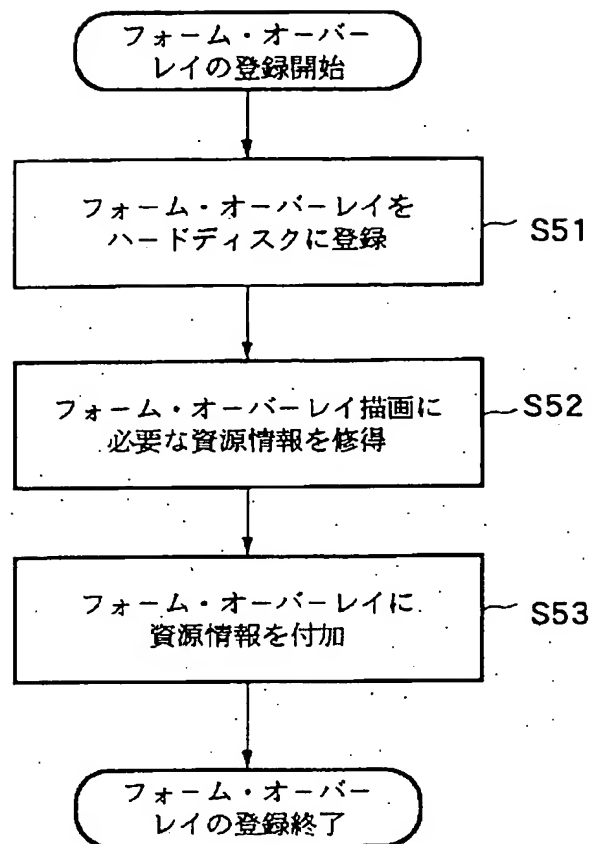 フォーム・オーバー
レイの登録開始
フォーム・オーバーレイを
ハードディスクに登録
S51
フォーム・オーバーレイ描画に
必要な資源情報を修得
S52
フォーム・オーバーレイに
資源情報を付加
S53
フォーム・オーバー
レイの登録終了